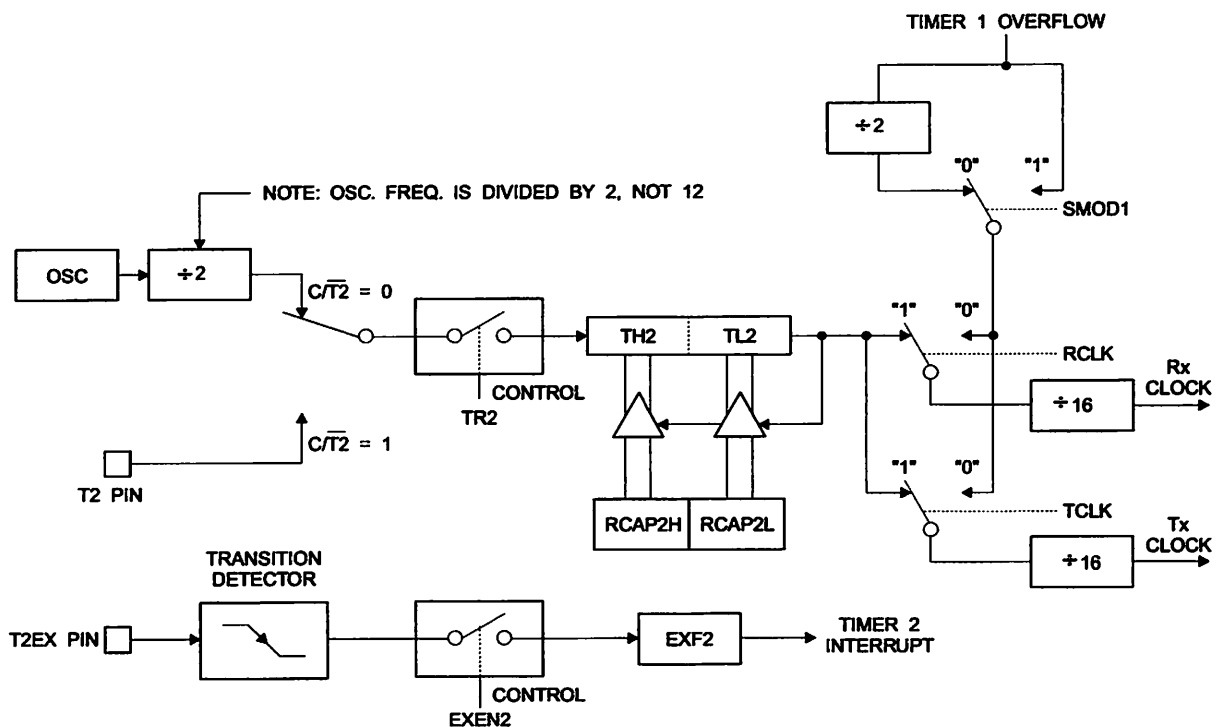 TIMER 1 OVERFLOW
÷2
"0" "1"
NOTE: OSC. FREQ. IS DIVIDED BY 2, NOT 12
SMOD1
OSC
÷2
C/T̅2̅ = 0
"1" "0"
TH2 TL2
RCLK
CONTROL
TR2
÷16
Rx
CLOCK
C/T̅2̅ = 1
T2 PIN
"1" "0"
RCAP2H RCAP2L
TCLK
÷16
Tx
CLOCK
TRANSITION
DETECTOR
T2EX PIN
EXF2
TIMER 2
INTERRUPT
CONTROL
EXEN2